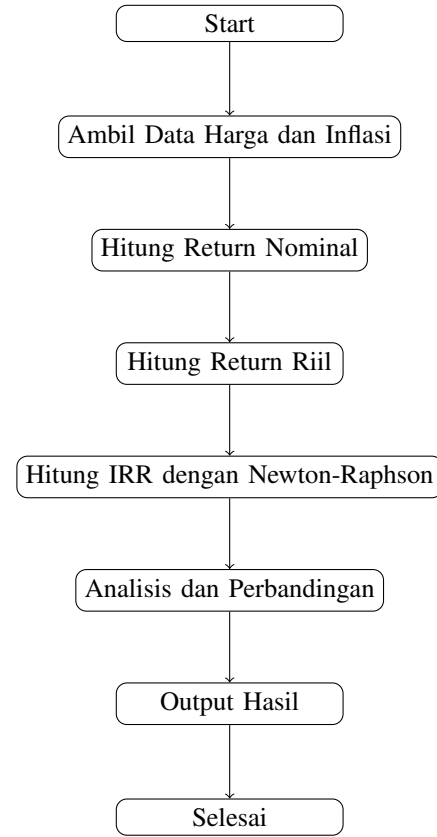 Start
Ambil Data Harga dan Inflasi
Hitung Return Nominal
Hitung Return Riil
Hitung IRR dengan Newton-Raphson
Analisis dan Perbandingan
Output Hasil
Selesai